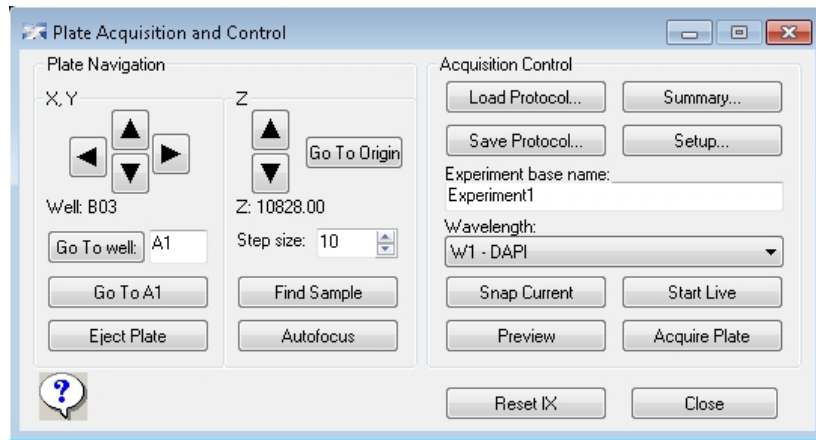 Plate Acquisition and Control
Plate Navigation
X, Y
Well: B03
Go To well:
A1
Go To A1
Eject Plate
Z
Go To Origin
Z: 10828.00
Step size:
10
Find Sample
Autofocus
Acquisition Control
Load Protocol...
Summary...
Save Protocol...
Setup...
Experiment base name:
Experiment1
Wavelength:
W1 - DAPI
Snap Current
Start Live
Preview
Acquire Plate
?
Reset IX
Close